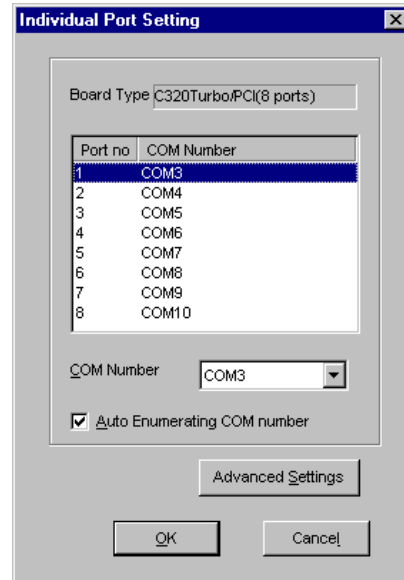 Individual Port Setting
Board Type C320Turbo/PCI(8 ports)
Port no COM Number
1 COM3
2 COM4
3 COM5
4 COM6
5 COM7
6 COM8
7 COM9
8 COM10
COM Number COM3
Auto Enumerating COM number
Advanced Settings
OK Cancel